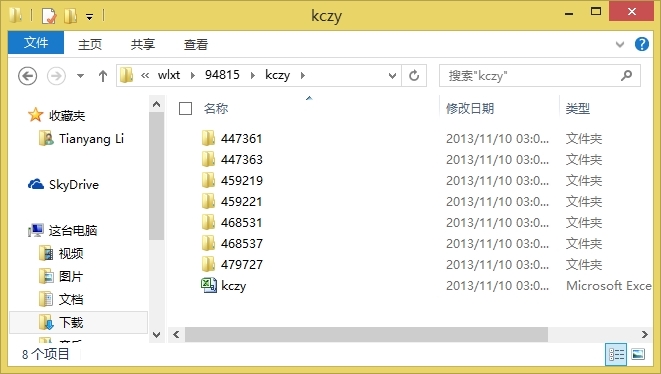 kczy
文件 主页 共享 查看
« wlxt 94815 kczy 搜索"kczy"
名称 修改日期 类型
收藏夹
Tianyang Li
SkyDrive
这台电脑
视频
图片
文档
下载
447361 2013/11/10 03:0... 文件夹
447363 2013/11/10 03:0... 文件夹
459219 2013/11/10 03:0... 文件夹
459221 2013/11/10 03:0... 文件夹
468531 2013/11/10 03:0... 文件夹
468537 2013/11/10 03:0... 文件夹
479727 2013/11/10 03:0... 文件夹
kczy 2013/11/10 03:0... Microsoft Exce
8 个项目